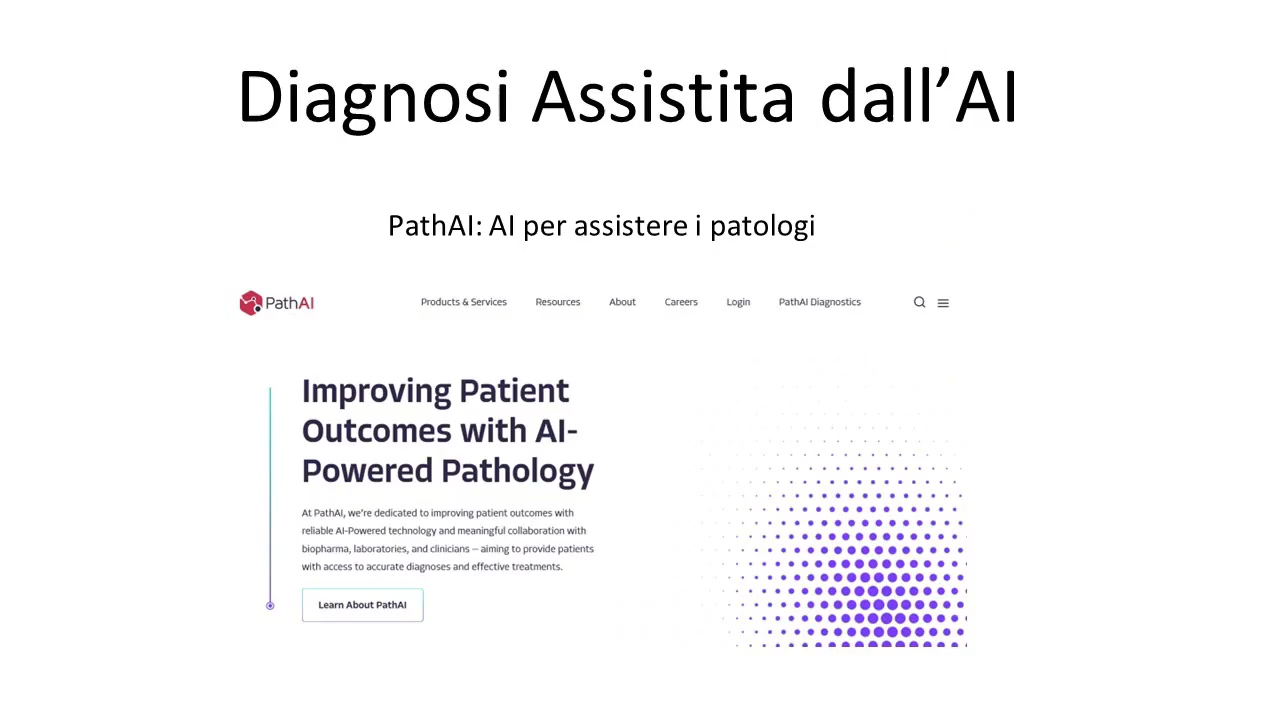 Diagnosi Assistita dall’AI
PathAI: AI per assistere i patologi
PathAI
Products & Services Resources About Careers Login PathAI Diagnostics
Improving Patient
Outcomes with AI-
Powered Pathology
At PathAI, we’re dedicated to improving patient outcomes with
reliable AI-Powered technology and meaningful collaboration with
biopharma, laboratories, and clinicians – aiming to provide patients
with access to accurate diagnoses and effective treatments.
Learn About PathAI